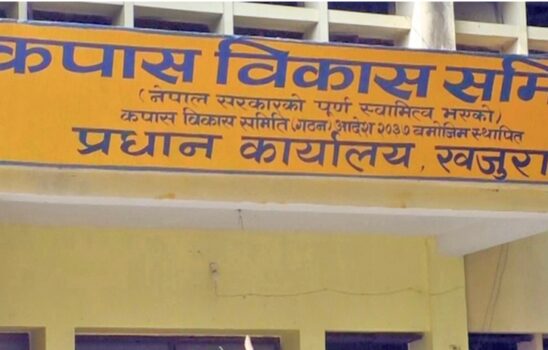 कपास विकास समि
(नेपाल सरकारको पूर्ण स्वामित्व भएको)
कपास विकास समिति (गठन) आदेश २०३७ बमोजिम स्थापित
प्रधान कार्यालय, खजुरा